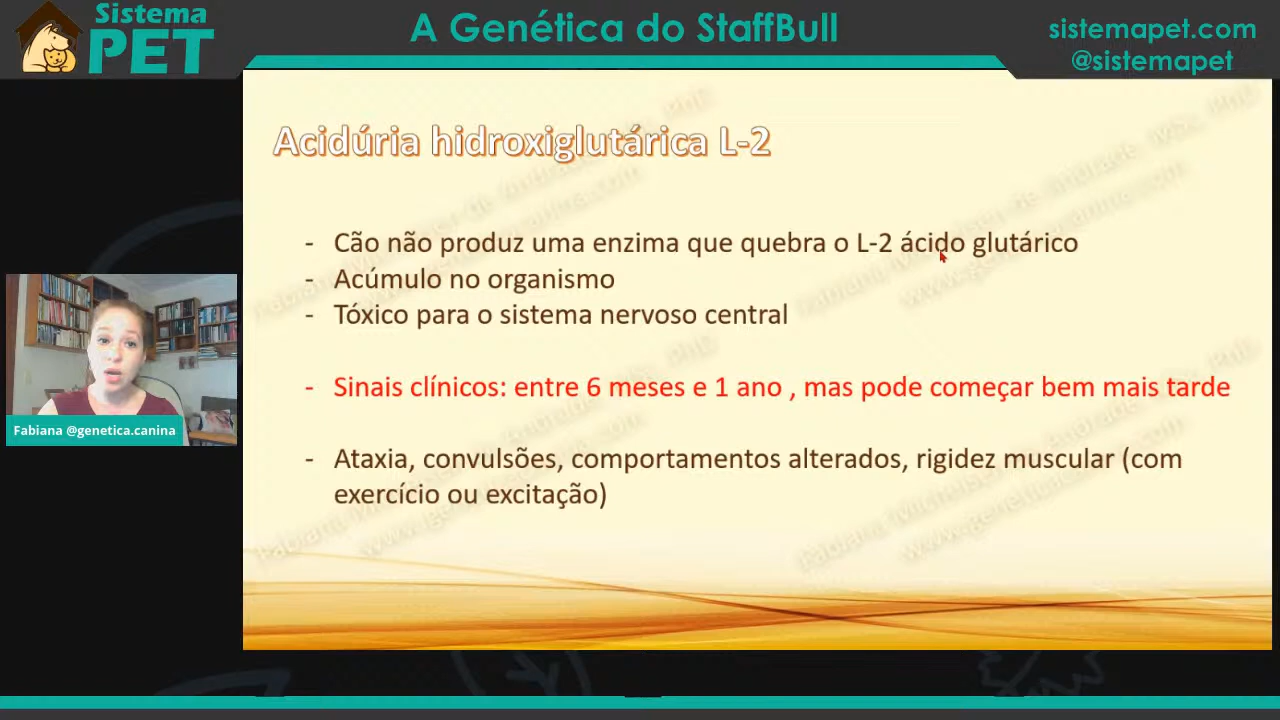 Sistema
PET
A Genética do StaffBull
sistemapet.com
@sistemapet
Acidúria hidroxiglutárica L-2
- Cão não produz uma enzima que quebra o L-2 ácido glutárico
- Acúmulo no organismo
- Tóxico para o sistema nervoso central
- Sinais clínicos: entre 6 meses e 1 ano , mas pode começar bem mais tarde
- Ataxia, convulsões, comportamentos alterados, rigidez muscular (com
exercício ou excitação)
Fabiana @genetica.canina